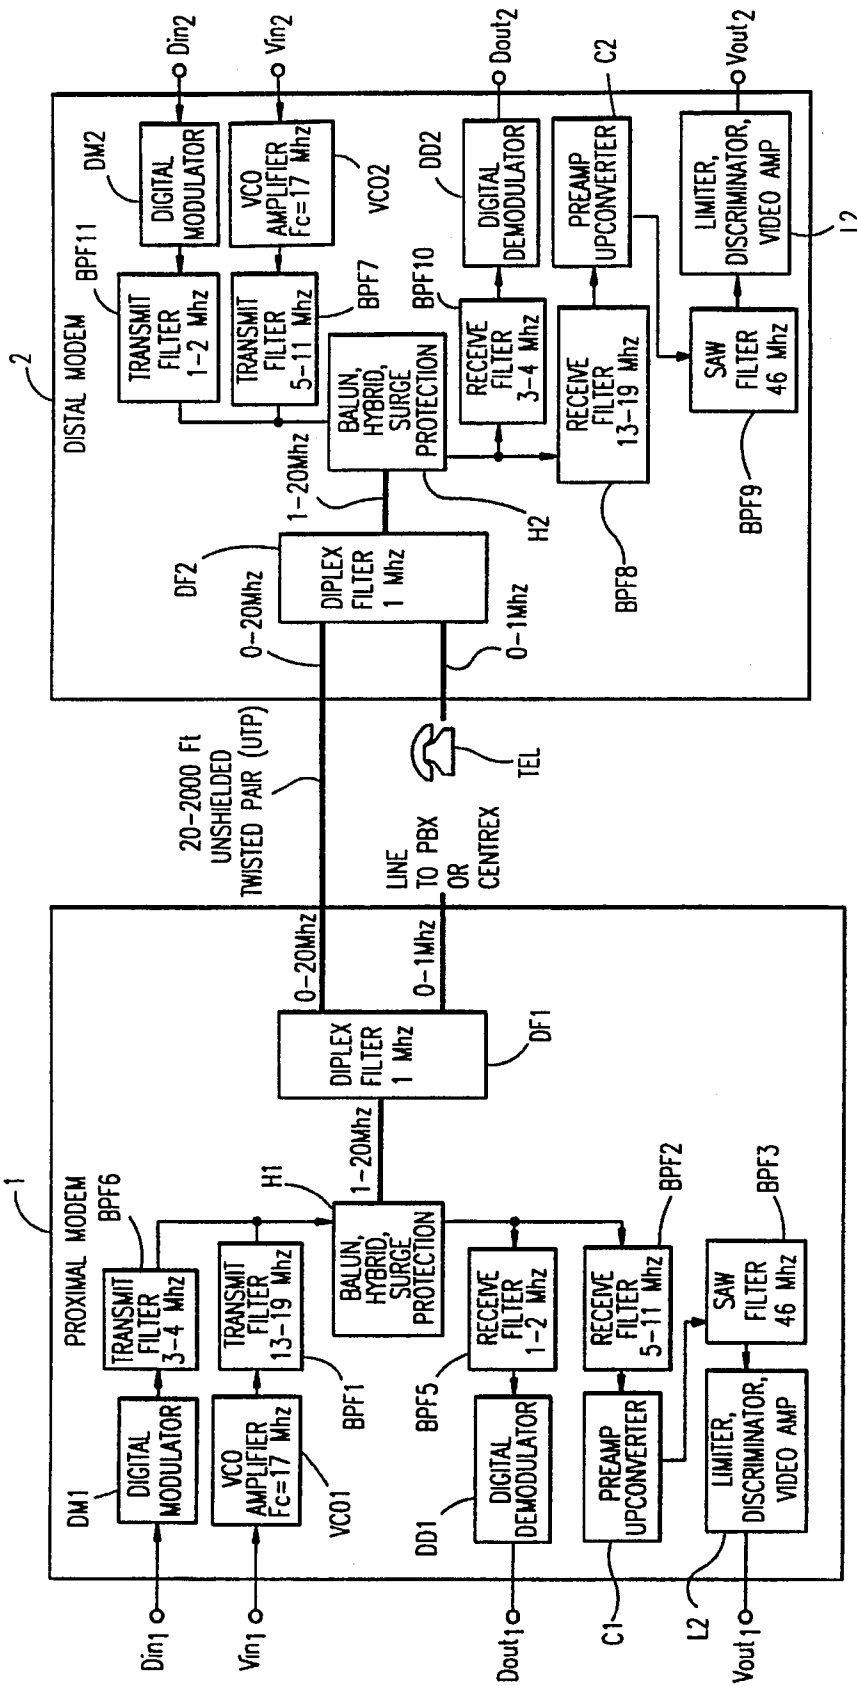 1
PROXIMAL MODEM
Din1
DM1
DIGITAL
MODULATOR
BPF6
TRANSMIT
FILTER
3-4 Mhz
Vin1
VCO
AMPLIFIER
Fc=17 Mhz
VCO1
TRANSMIT
FILTER
13-19 Mhz
BPF1
H1
BALUN,
HYBRID,
SURGE
PROTECTION
1-20Mhz
DIPLEX
FILTER
1 Mhz
DF1
0-20Mhz
0-1Mhz
Dout1
DD1
DIGITAL
DEMODULATOR
BPF5
RECEIVE
FILTER
1-2 Mhz
C1
PREAMP
UPCONVERTER
RECEIVE
FILTER
5-11 Mhz
BPF2
Vout1
L2
LIMITER,
DISCRIMINATOR,
VIDEO AMP
SAW
FILTER
46 Mhz
BPF3
20-2000 Ft
UNSHIELDED
TWISTED PAIR (UTP)
LINE
TO PBX
OR
CENTREX
TEL
2
DISTAL MODEM
0-20Mhz
0-1Mhz
DF2
DIPLEX
FILTER
1 Mhz
1-20Mhz
BALUN,
HYBRID,
SURGE
PROTECTION
H2
BPF11
TRANSMIT
FILTER
1-2 Mhz
DM2
DIGITAL
MODULATOR
Din2
TRANSMIT
FILTER
5-11 Mhz
BPF7
VCO
AMPLIFIER
Fc=17 Mhz
VCO2
Vin2
BPF10
RECEIVE
FILTER
3-4 Mhz
DD2
DIGITAL
DEMODULATOR
Dout2
BPF8
RECEIVE
FILTER
13-19 Mhz
PREAMP
UPCONVERTER
C2
BPF9
SAW
FILTER
46 Mhz
LIMITER,
DISCRIMINATOR,
VIDEO AMP
L2
Vout2